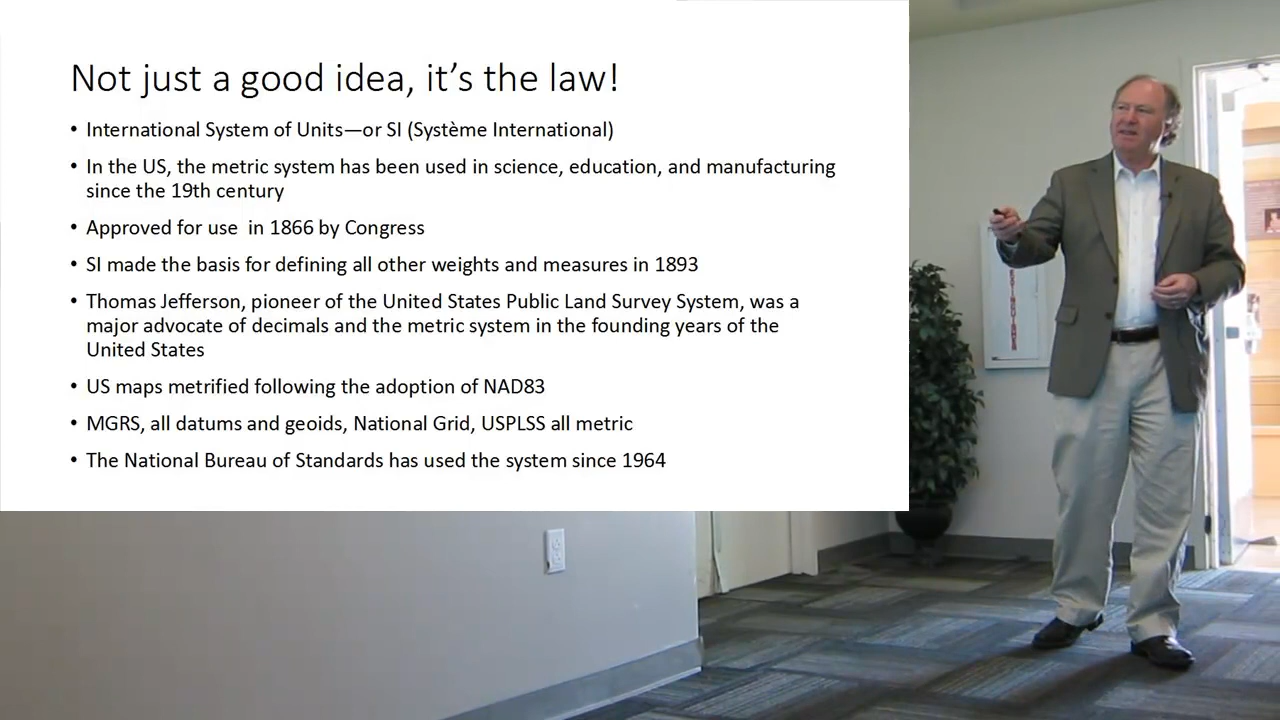 Not just a good idea, it's the law!
• International System of Units—or SI (Système International)
• In the US, the metric system has been used in science, education, and manufacturing
since the 19th century
• Approved for use  in 1866 by Congress
• SI made the basis for defining all other weights and measures in 1893
• Thomas Jefferson, pioneer of the United States Public Land Survey System, was a
major advocate of decimals and the metric system in the founding years of the
United States
• US maps metrified following the adoption of NAD83
• MGRS, all datums and geoids, National Grid, USPLSS all metric
• The National Bureau of Standards has used the system since 1964